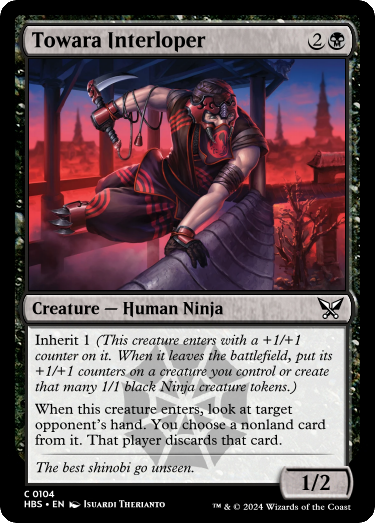 Towara Interloper 2
Creature — Human Ninja
Inherit 1 (This creature enters with a +1/+1
counter on it. When it leaves the battlefield, put its
+1/+1 counters on a creature you control or create
that many 1/1 black Ninja creature tokens.)
When this creature enters, look at target
opponent's hand. You choose a nonland card
from it. That player discards that card.
The best shinobi go unseen.
1/2
C 0104
HBS • EN Isuardi Therianto
™ & © 2024 Wizards of the Coast